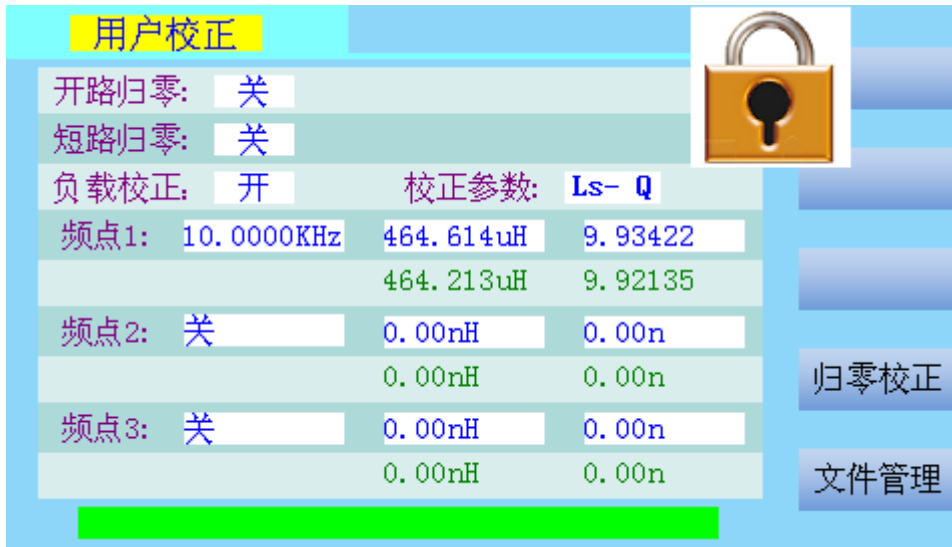 用户校正
开路归零: 关
短路归零: 关
负载校正: 开 校正参数: Ls- Q
频点1: 10.0000KHz 464.614uH 9.93422
464.213uH 9.92135
频点2: 关 0.00nH 0.00n
0.00nH 0.00n
归零校正
频点3: 关 0.00nH 0.00n
0.00nH 0.00n
文件管理